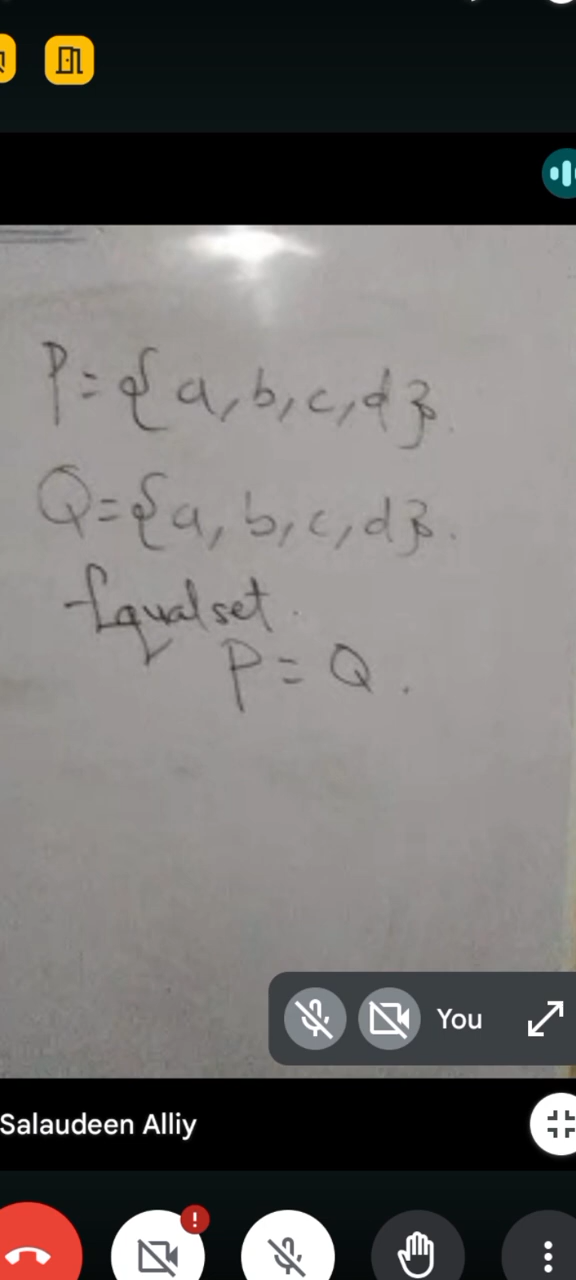 P={a,b,c,d}.
Q={a,b,c,d}.
Equal set.
P=Q.
You
Salaudeen Alliy